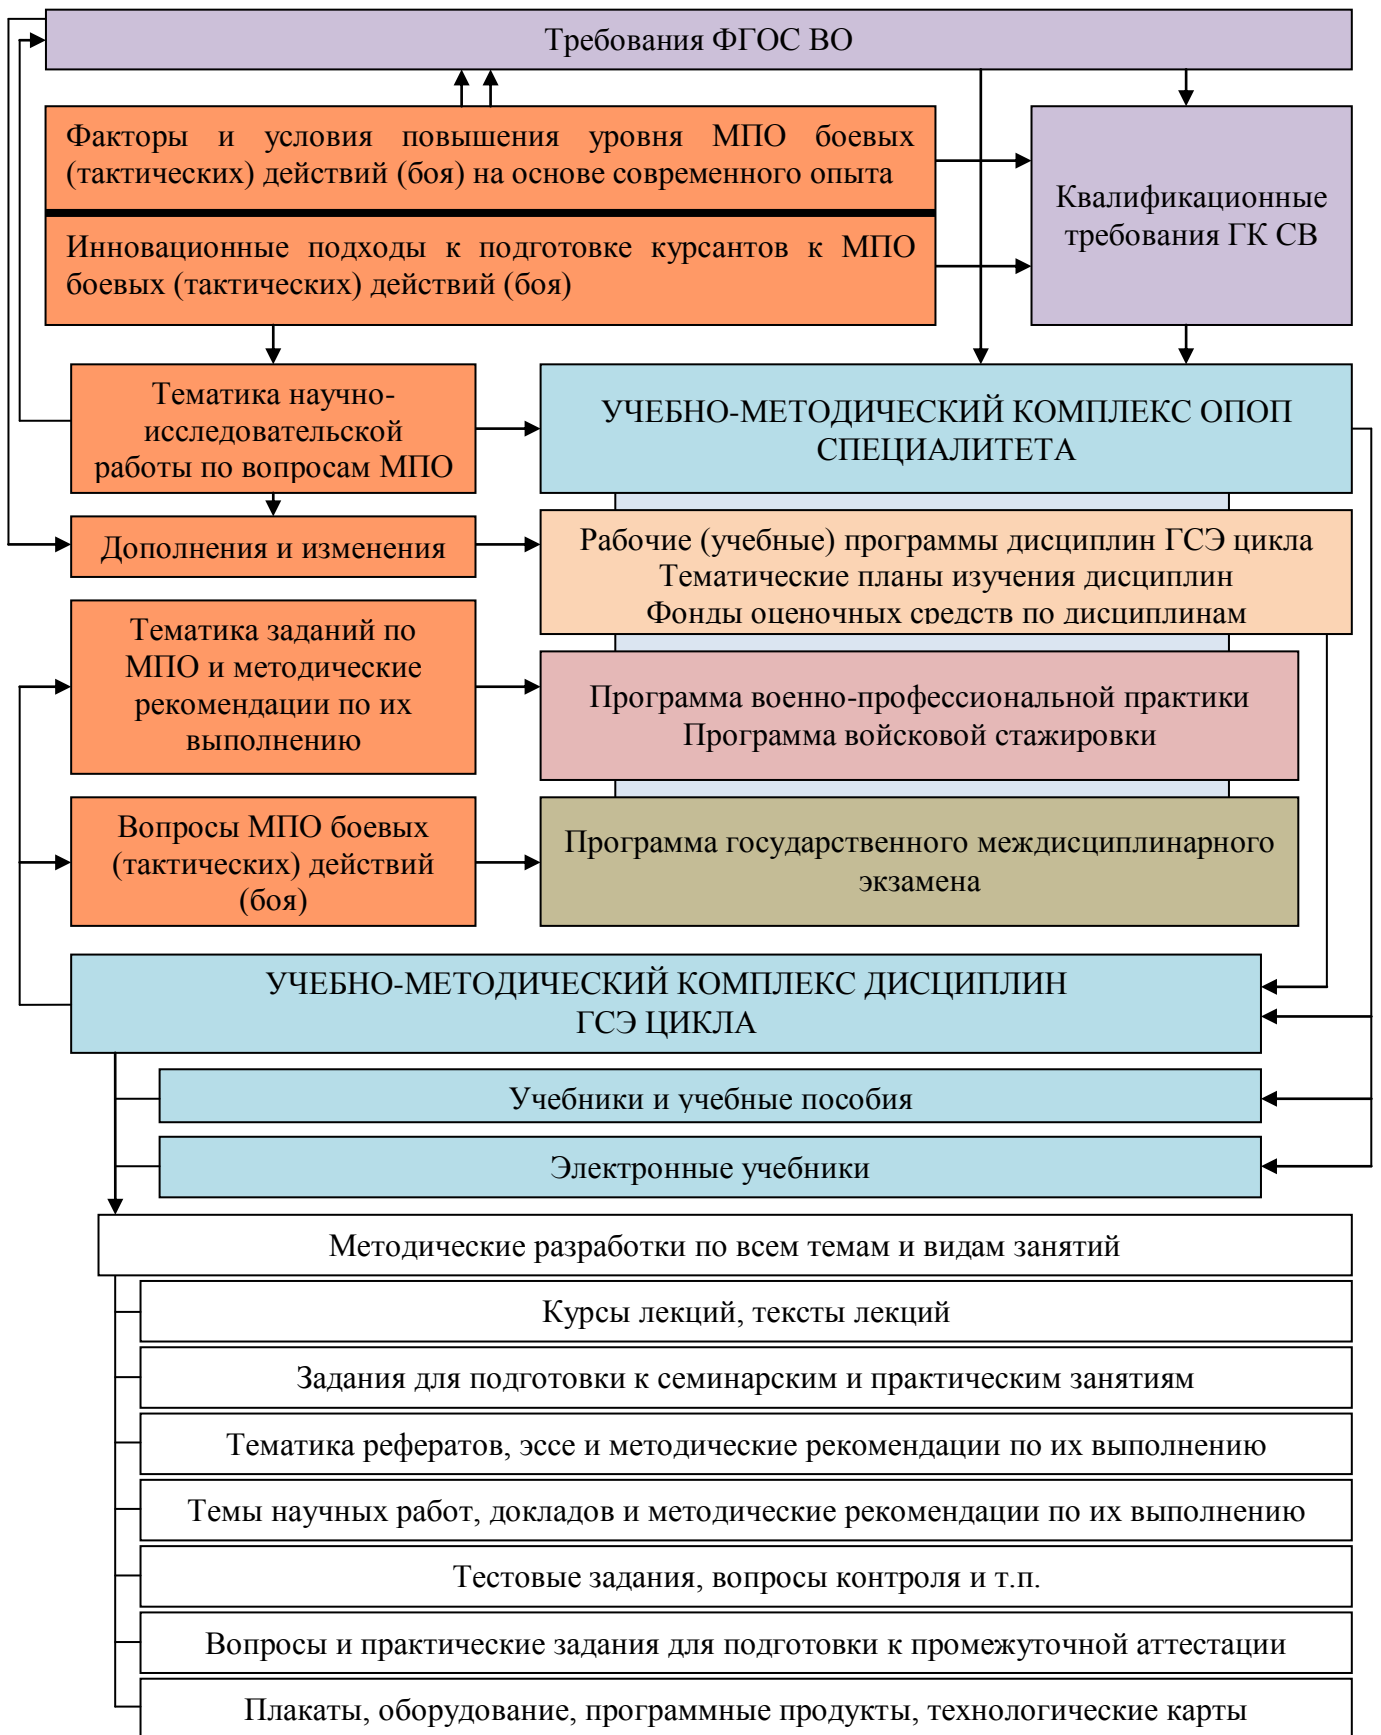 Требования ФГОС ВО
Факторы и условия повышения уровня МПО боевых
(тактических) действий (боя) на основе современного опыта
Инновационные подходы к подготовке курсантов к МПО
боевых (тактических) действий (боя)
Квалификационные
требования ГК СВ
Тематика научно-
исследовательской
работы по вопросам МПО
УЧЕБНО-МЕТОДИЧЕСКИЙ КОМПЛЕКС ОПОП
СПЕЦИАЛИТЕТА
Дополнения и изменения
Рабочие (учебные) программы дисциплин ГСЭ цикла
Тематические планы изучения дисциплин
Фонды оценочных средств по дисциплинам
Тематика заданий по
МПО и методические
рекомендации по их
выполнению
Программа военно-профессиональной практики
Программа войсковой стажировки
Вопросы МПО боевых
(тактических) действий
(боя)
Программа государственного междисциплинарного
экзамена
УЧЕБНО-МЕТОДИЧЕСКИЙ КОМПЛЕКС ДИСЦИПЛИН
ГСЭ ЦИКЛА
Учебники и учебные пособия
Электронные учебники
Методические разработки по всем темам и видам занятий
Курсы лекций, тексты лекций
Задания для подготовки к семинарским и практическим занятиям
Тематика рефератов, эссе и методические рекомендации по их выполнению
Темы научных работ, докладов и методические рекомендации по их выполнению
Тестовые задания, вопросы контроля и т.п.
Вопросы и практические задания для подготовки к промежуточной аттестации
Плакаты, оборудование, программные продукты, технологические карты